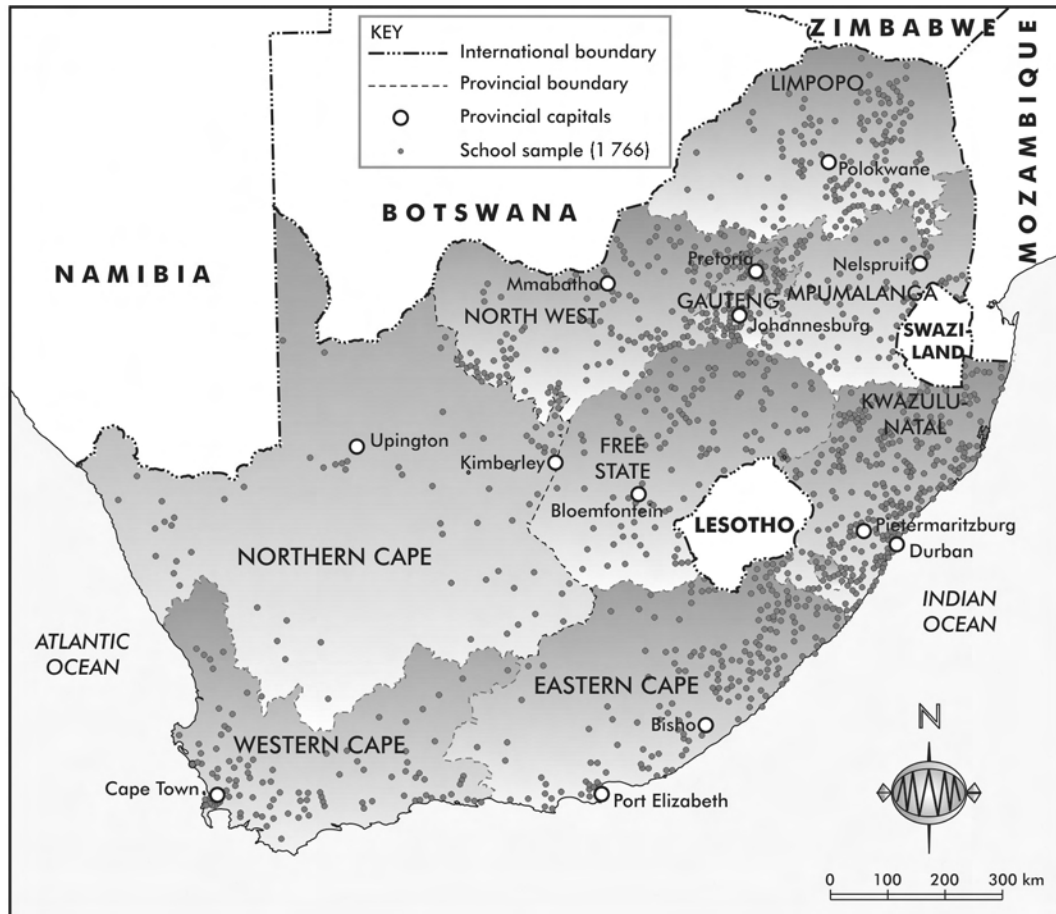 KEY
International boundary
Provincial boundary
Provincial capitals
School sample (1 766)
ZIMBABWE
MOZAMBIQUE
LIMPOPO
Polokwane
BOTSWANA
NAMIBIA
Pretoria
Nelspruit
Mmabatho
MPUMALANGA
GAUTENG
NORTH WEST
Johannesburg
SWAZI-
LAND
KWAZULU-
NATAL
Upington
Kimberley
FREE
STATE
Bloemfontein
LESOTHO
Pietermaritzburg
Durban
NORTHERN CAPE
INDIAN
OCEAN
ATLANTIC
OCEAN
EASTERN CAPE
Bisho
WESTERN CAPE
Cape Town
Port Elizabeth
N
0 100 200 300 km